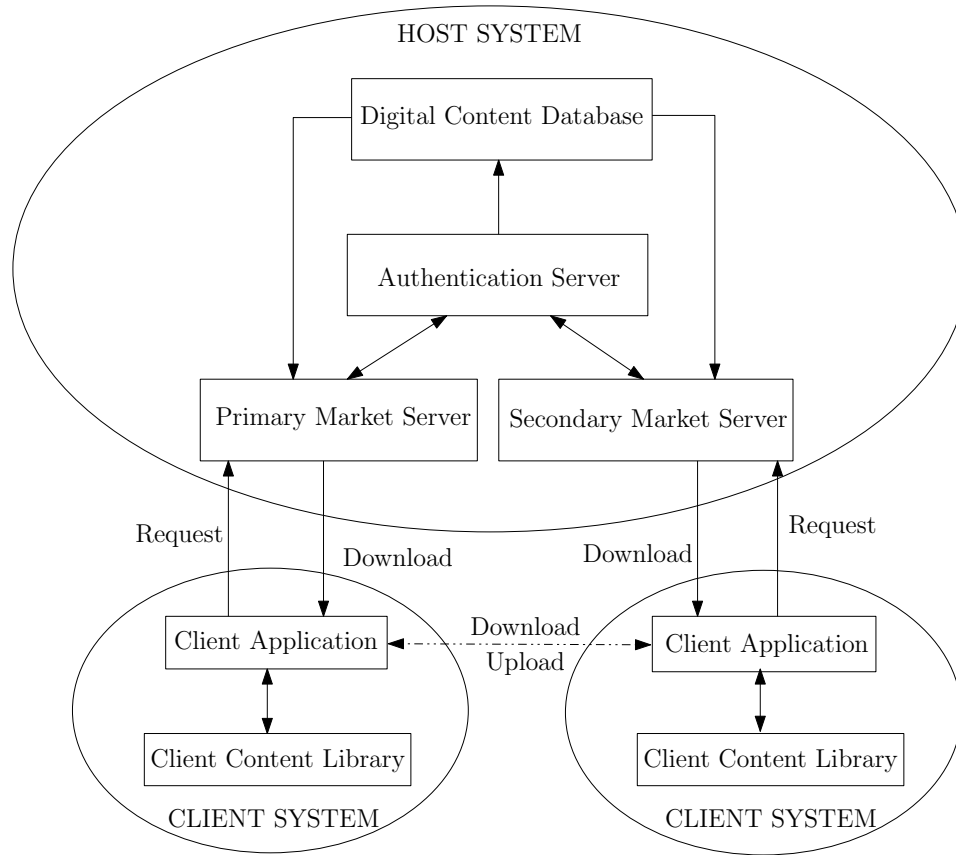 HOST SYSTEM
Digital Content Database
Authentication Server
Primary Market Server
Secondary Market Server
Request
Download
Download
Request
Client Application
Download
Upload
Client Application
Client Content Library
Client Content Library
CLIENT SYSTEM
CLIENT SYSTEM